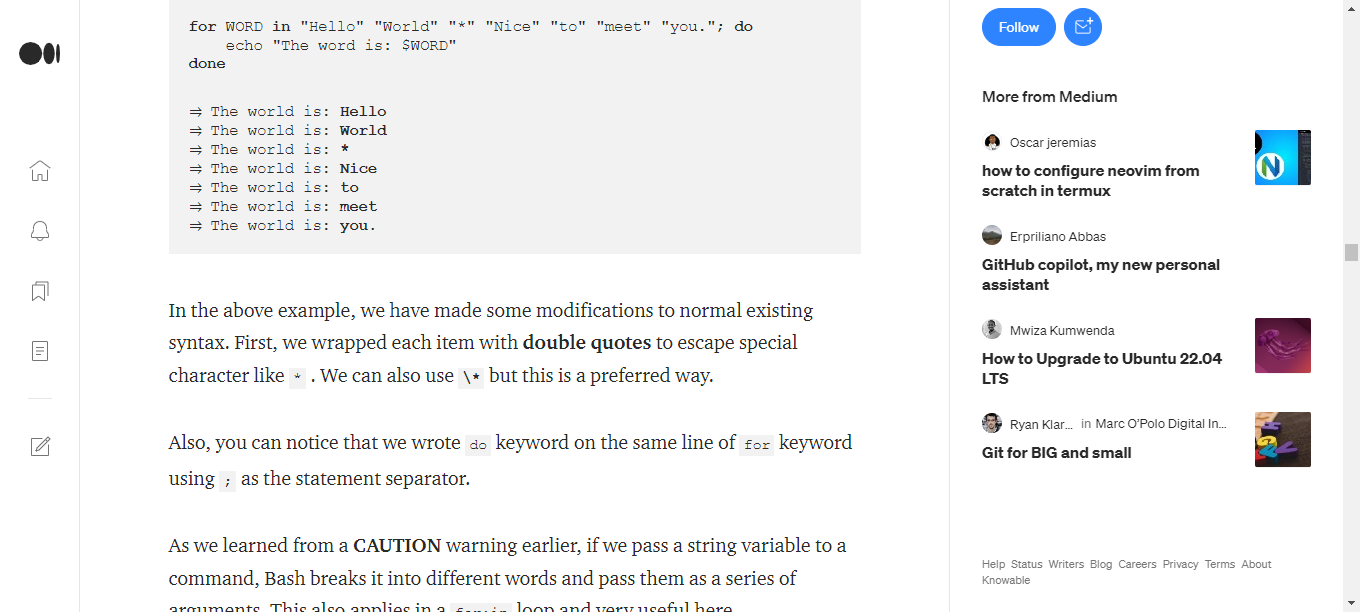 for WORD in "Hello" "World" "*" "Nice" "to" "meet" "you."; do
    echo "The word is: $WORD"
done
⇒ The world is: Hello
⇒ The world is: World
⇒ The world is: *
⇒ The world is: Nice
⇒ The world is: to
⇒ The world is: meet
⇒ The world is: you.
In the above example, we have made some modifications to normal existing
syntax. First, we wrapped each item with double quotes to escape special
character like * . We can also use \* but this is a preferred way.
Also, you can notice that we wrote do keyword on the same line of for keyword
using ; as the statement separator.
As we learned from a CAUTION warning earlier, if we pass a string variable to a
command, Bash breaks it into different words and pass them as a series of
arguments. This also applies in a for:in loop and very useful here.
Follow
More from Medium
Oscar jeremias
how to configure neovim from
scratch in termux
Erpriliano Abbas
GitHub copilot, my new personal
assistant
Mwiza Kumwenda
How to Upgrade to Ubuntu 22.04
LTS
Ryan Klar... in Marc O'Polo Digital In...
Git for BIG and small
Help Status Writers Blog Careers Privacy Terms About
Knowable